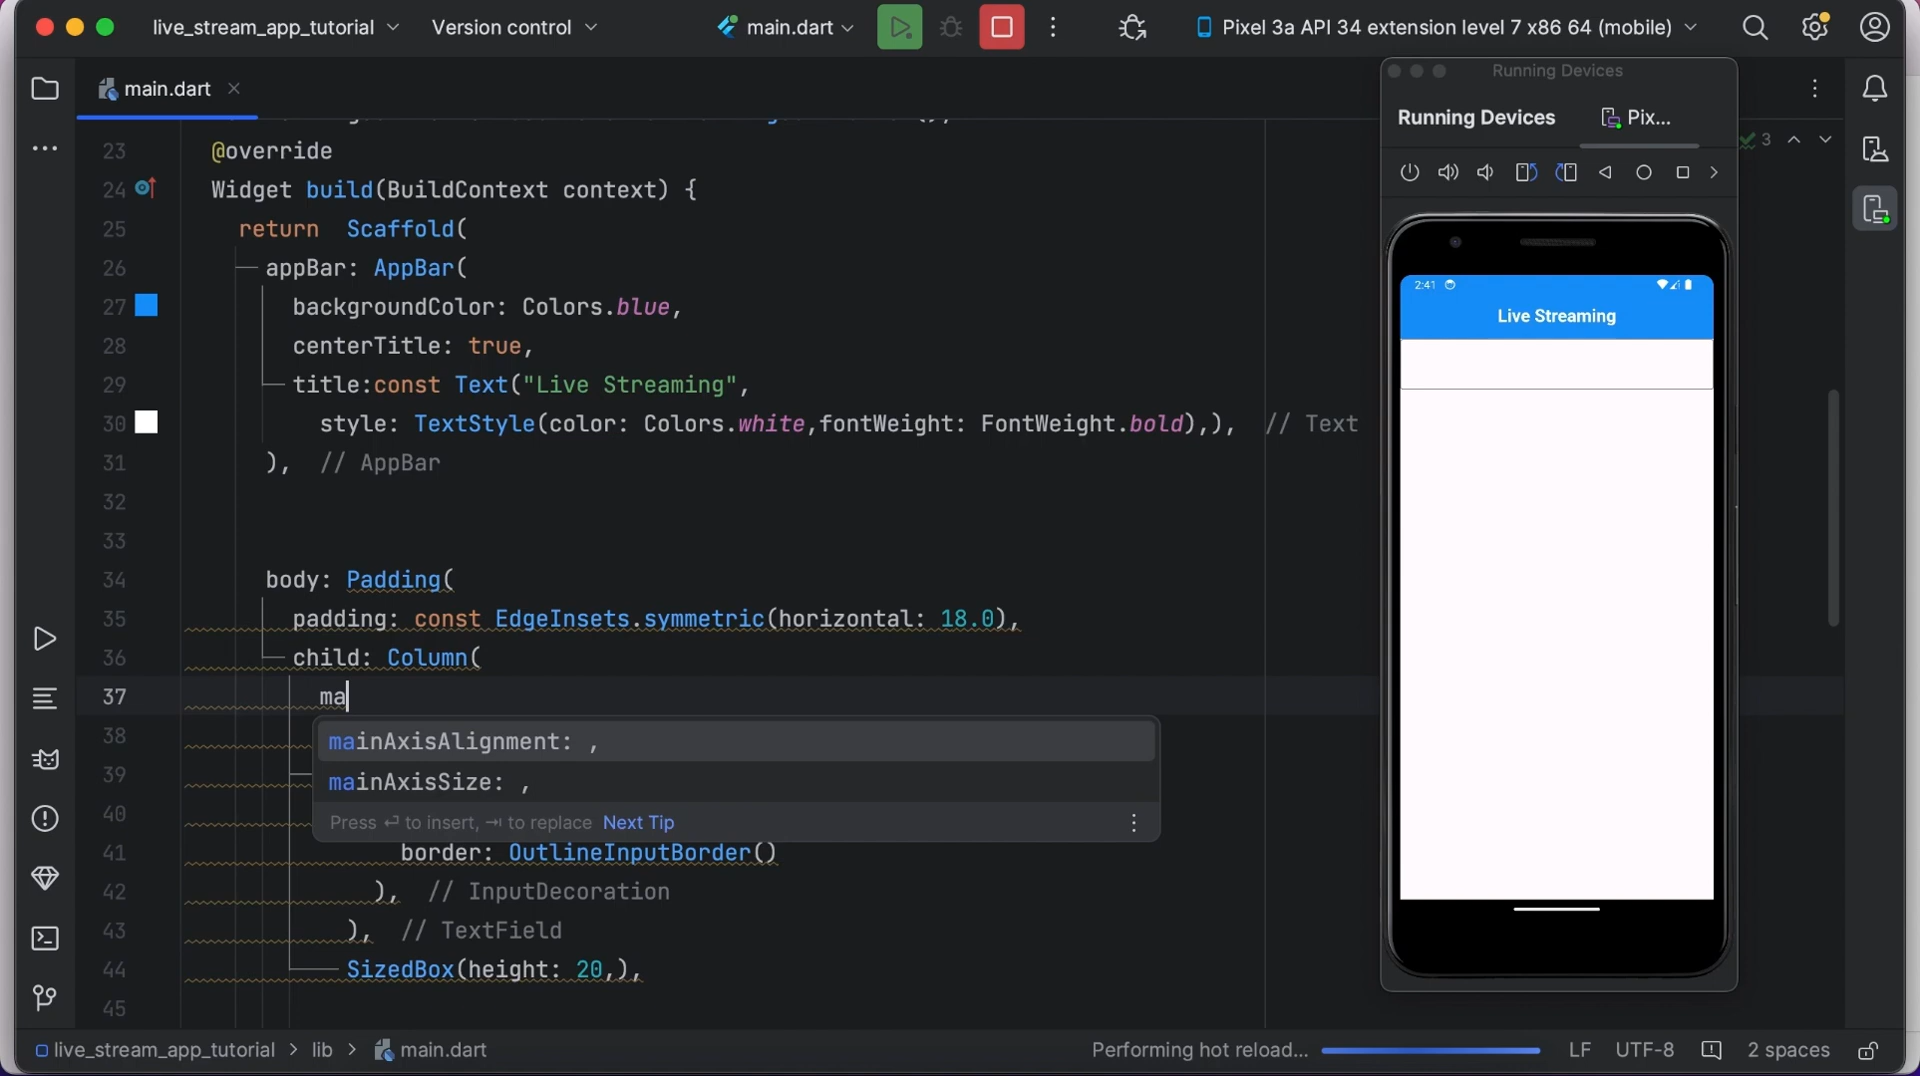 live_stream_app_tutorial
Version control
main.dart
Pixel 3a API 34 extension level 7 x86 64 (mobile)
main.dart
Running Devices
Running Devices
Pix...
3
23 @override
24 Widget build(BuildContext context) {
25 return  Scaffold(
26 appBar: AppBar(
27 backgroundColor: Colors.blue,
28 centerTitle: true,
29 title:const Text("Live Streaming",
30 style: TextStyle(color: Colors.white,fontWeight: FontWeight.bold),),  // Text
31 ),  // AppBar
32
33
34 body: Padding(
35 padding: const EdgeInsets.symmetric(horizontal: 18.0),
36 child: Column(
37 ma
38
mainAxisAlignment: ,
39
mainAxisSize: ,
40
Press ⏎ to insert, ⇥ to replace Next Tip
41 border: OutlineInputBorder()
42 ),  // InputDecoration
43 ),  // TextField
44 SizedBox(height: 20,),
45
2:41
Live Streaming
live_stream_app_tutorial > lib > main.dart
Performing hot reload...
LF
UTF-8
2 spaces